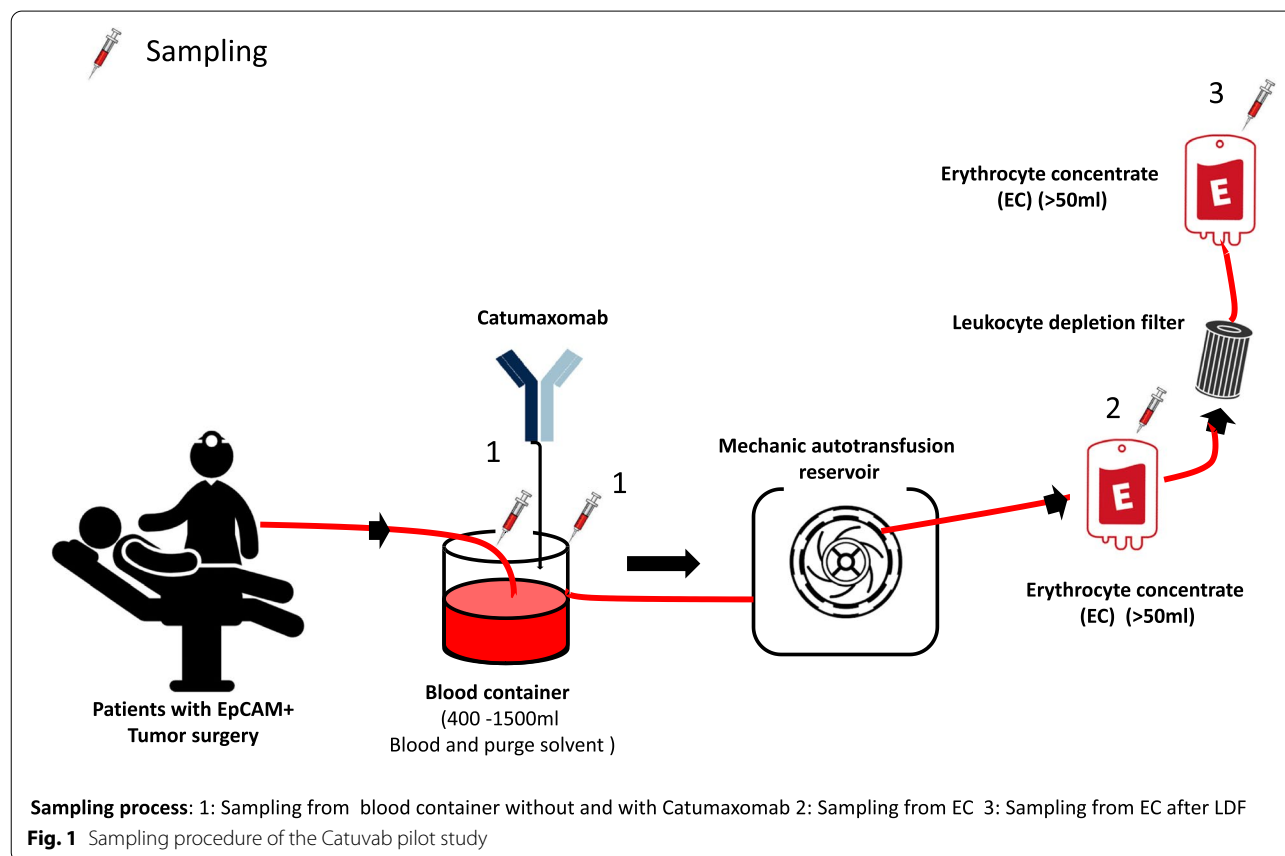 Sampling
3
Erythrocyte concentrate
(EC) (>50ml)
E
Catumaxomab
Leukocyte depletion filter
2
1
1
Mechanic autotransfusion
reservoir
E
Erythrocyte concentrate
(EC) (>50ml)
Patients with EpCAM+
Tumor surgery
Blood container
(400 -1500ml
Blood and purge solvent )
Sampling process: 1: Sampling from blood container without and with Catumaxomab 2: Sampling from EC 3: Sampling from EC after LDF
Fig. 1 Sampling procedure of the Catuvab pilot study